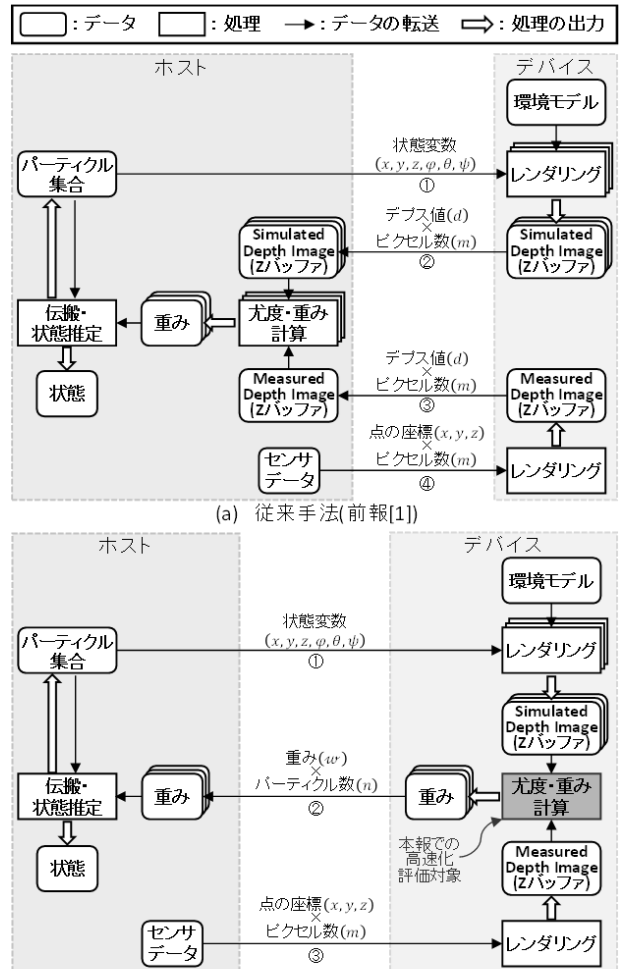 ：データ　：処理　：データの転送　：処理の出力
ホスト
デバイス
環境モデル
パーティクル
集合
状態変数
(x, y, z, φ, θ, ψ)
①
レンダリング
デプス値(d)
×
ピクセル数(m)
②
Simulated
Depth Image
(Zバッファ)
Simulated
Depth Image
(Zバッファ)
伝搬・
状態推定
重み
尤度・重み
計算
状態
Measured
Depth Image
(Zバッファ)
デプス値(d)
×
ピクセル数(m)
③
Measured
Depth Image
(Zバッファ)
センサ
データ
点の座標(x, y, z)
×
ピクセル数(m)
④
レンダリング
(a)　従来手法(前報[1])
ホスト
デバイス
環境モデル
パーティクル
集合
状態変数
(x, y, z, φ, θ, ψ)
①
レンダリング
Simulated
Depth Image
(Zバッファ)
伝搬・
状態推定
重み
重み(w)
×
パーティクル数(n)
②
重み
尤度・重み
計算
状態
本報での
高速化
評価対象
Measured
Depth Image
(Zバッファ)
センサ
データ
点の座標(x, y, z)
×
ピクセル数(m)
③
レンダリング